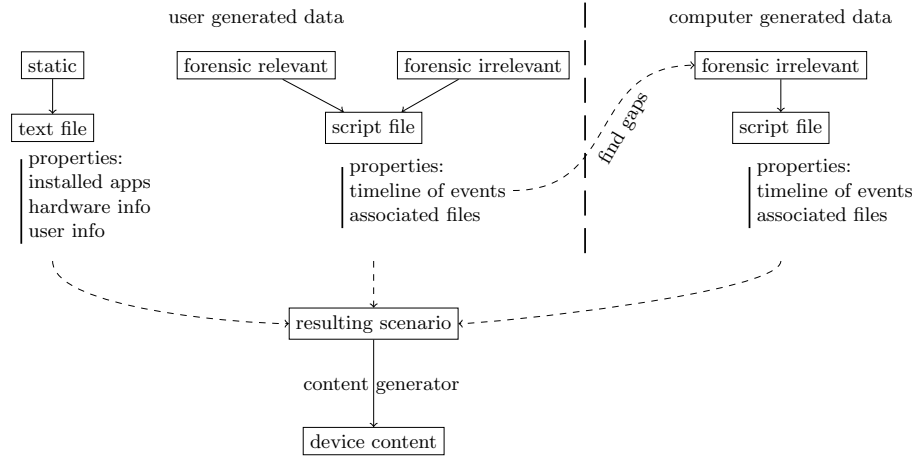 user generated data
computer generated data
static
forensic relevant
forensic irrelevant
forensic irrelevant
text file
script file
script file
find gaps
properties:
installed apps
hardware info
user info
properties:
timeline of events
associated files
properties:
timeline of events
associated files
resulting scenario
content generator
device content